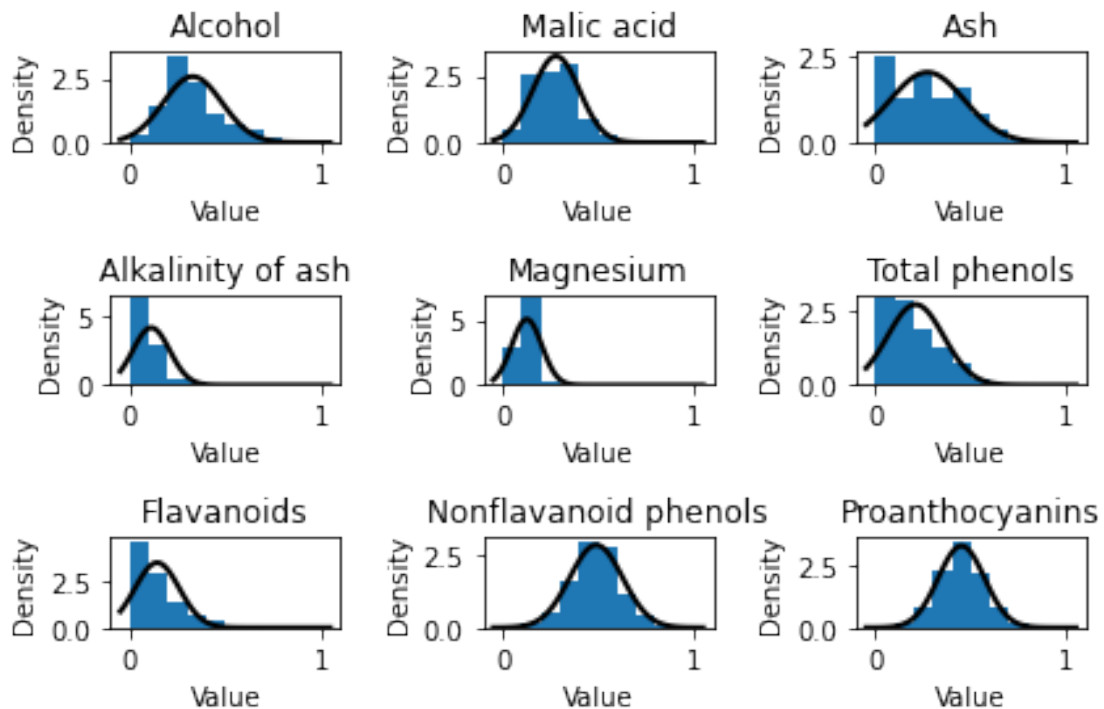 Alcohol
Malic acid
Ash
Density
2.5
0.0
0
1
Value
Density
2.5
0.0
0
1
Value
Density
2.5
0.0
0
1
Value
Alkalinity of ash
Magnesium
Total phenols
Density
5
0
0
1
Value
Density
5
0
0
1
Value
Density
2.5
0.0
0
1
Value
Flavanoids
Nonflavanoid phenols
Proanthocyanins
Density
2.5
0.0
0
1
Value
Density
2.5
0.0
0
1
Value
Density
2.5
0.0
0
1
Value